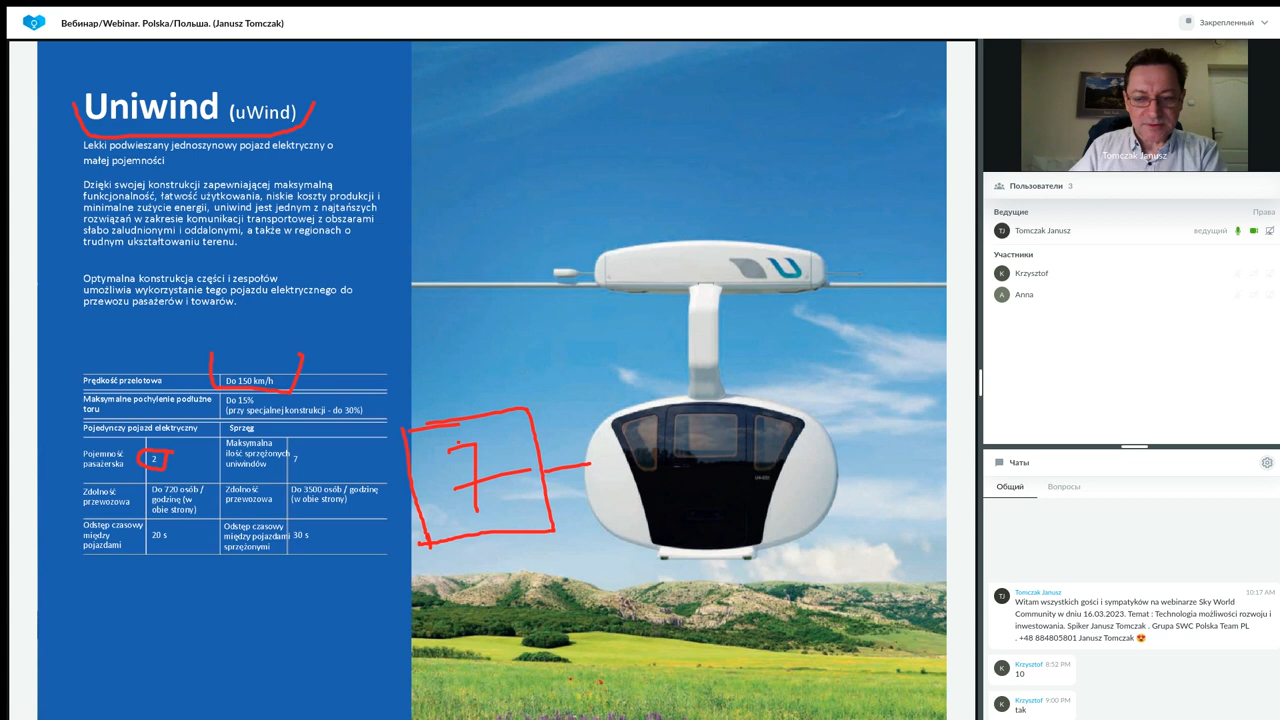 Вебинар/Webinar. Polska/Польша. (Janusz Tomczak)
Закрепленный
Uniwind (uWind)
Lekki podwieszany jednoszynowy pojazd elektryczny o
małej pojemności
Dzięki swojej konstrukcji zapewniającej maksymalną
funkcjonalność, łatwość użytkowania, niskie koszty produkcji i
minimalne zużycie energii, uniwind jest jednym z najtańszych
rozwiązań w zakresie komunikacji transportowej z obszarami
słabo zaludnionymi i oddalonymi, a także w regionach o
trudnym ukształtowaniu terenu.
Optymalna konstrukcja części i zespołów
umożliwia wykorzystanie tego pojazdu elektrycznego do
przewozu pasażerów i towarów.
Prędkość przelotowa
Do 150 km/h
Maksymalne pochylenie podłużne
toru
Do 15%
(przy specjalnej konstrukcji - do 30%)
Pojedynczy pojazd elektryczny
Sprzęg
Pojemność
pasażerska
2
Maksymalna
ilość sprzężonych
uniwindów
7
Zdolność
przewozowa
Do 720 osób /
godzinę (w
obie strony)
Zdolność
przewozowa
Do 3500 osób / godzinę
(w obie strony)
Odstęp czasowy
między
pojazdami
20 s
Odstęp czasowy
między pojazdami
sprzężonymi
30 s
7
Tomczak Janusz
Пользователи 3
Ведущие
Права
TJ Tomczak Janusz ведущий
Участники
K Krzysztof
A Anna
Чаты
Общий Вопросы
TJ Tomczak Janusz 10:17 AM
Witam wszystkich gości i sympatyków na webinarze Sky World
Community w dniu 16.03.2023. Temat : Technologia możliwości rozwoju i
inwestowania. Spiker Janusz Tomczak . Grupa SWC Polska Team PL
. +48 884805801 Janusz Tomczak 😍
K Krzysztof 8:52 PM
10
K Krzysztof 9:00 PM
tak